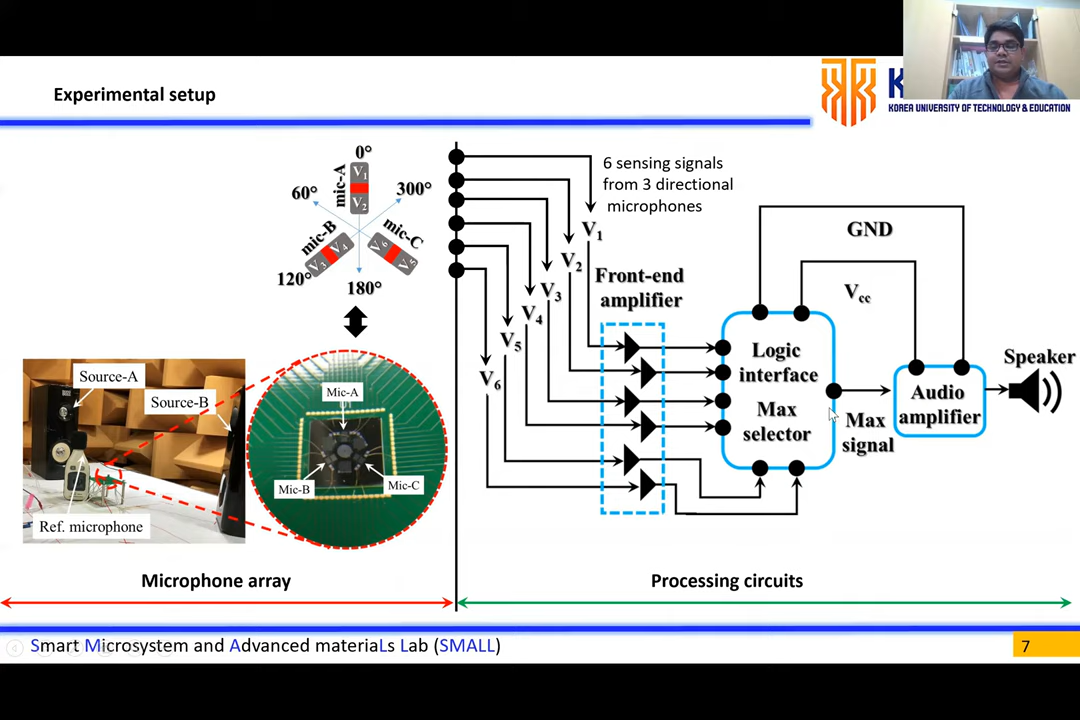 Experimental setup
K
KOREA UNIVERSITY OF TECHNOLOGY & EDUCATION
0°
60°
300°
mic-A
V1
V2
mic-B
V3
V4
mic-C
V6
V5
120°
180°
Source-A
Source-B
Ref. microphone
Mic-A
Mic-B
Mic-C
Microphone array
6 sensing signals
from 3 directional
microphones
V1
V2
V3
V4
V5
V6
Front-end
amplifier
Logic
interface
Max
selector
GND
Vcc
Max
signal
Audio
amplifier
Speaker
Processing circuits
Smart Microsystem and Advanced materiaLs Lab (SMALL)
7